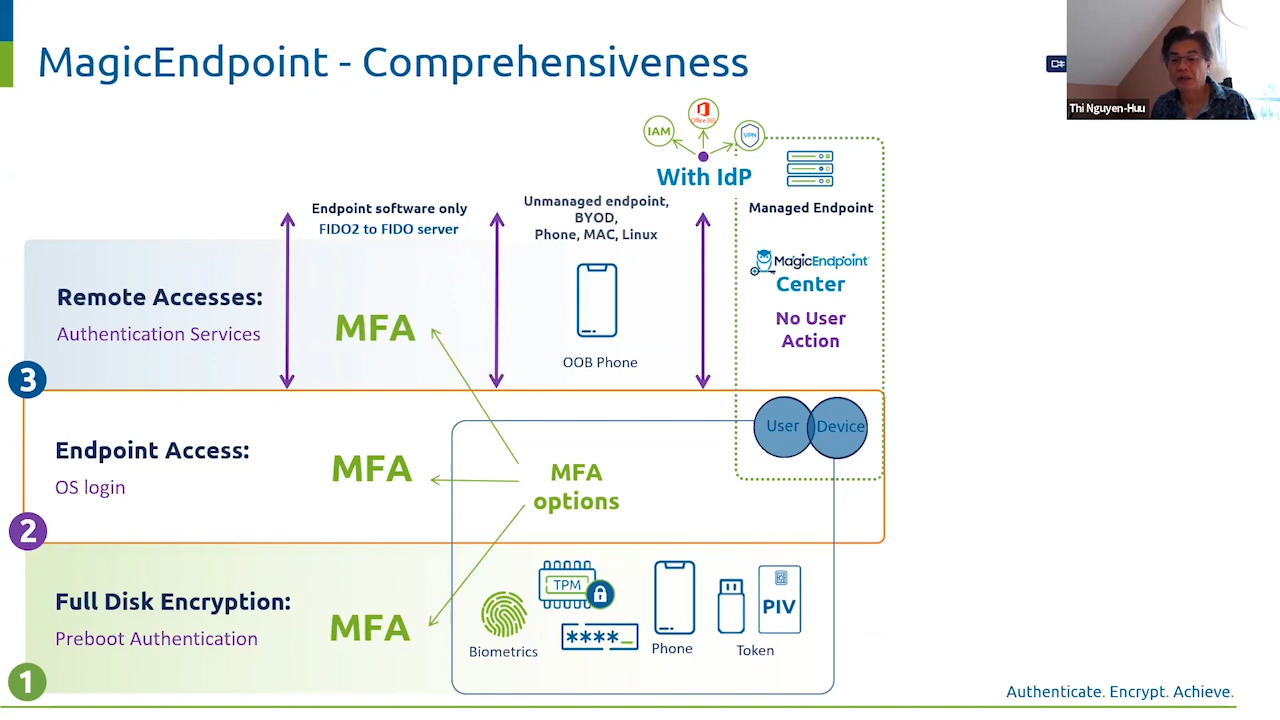 MagicEndpoint - Comprehensiveness
Thi Nguyen-Huu
IAM
Office 365
VPN
With IdP
Managed Endpoint
Endpoint software only
FIDO2 to FIDO server
Unmanaged endpoint,
BYOD,
Phone, MAC, Linux
MagicEndpoint
Center
No User
Action
Remote Accesses:
Authentication Services
MFA
OOB Phone
3
User
Device
Endpoint Access:
OS login
MFA
MFA
options
2
Full Disk Encryption:
Preboot Authentication
MFA
TPM
****_
Biometrics
Phone
PIV
Token
1
Authenticate. Encrypt. Achieve.